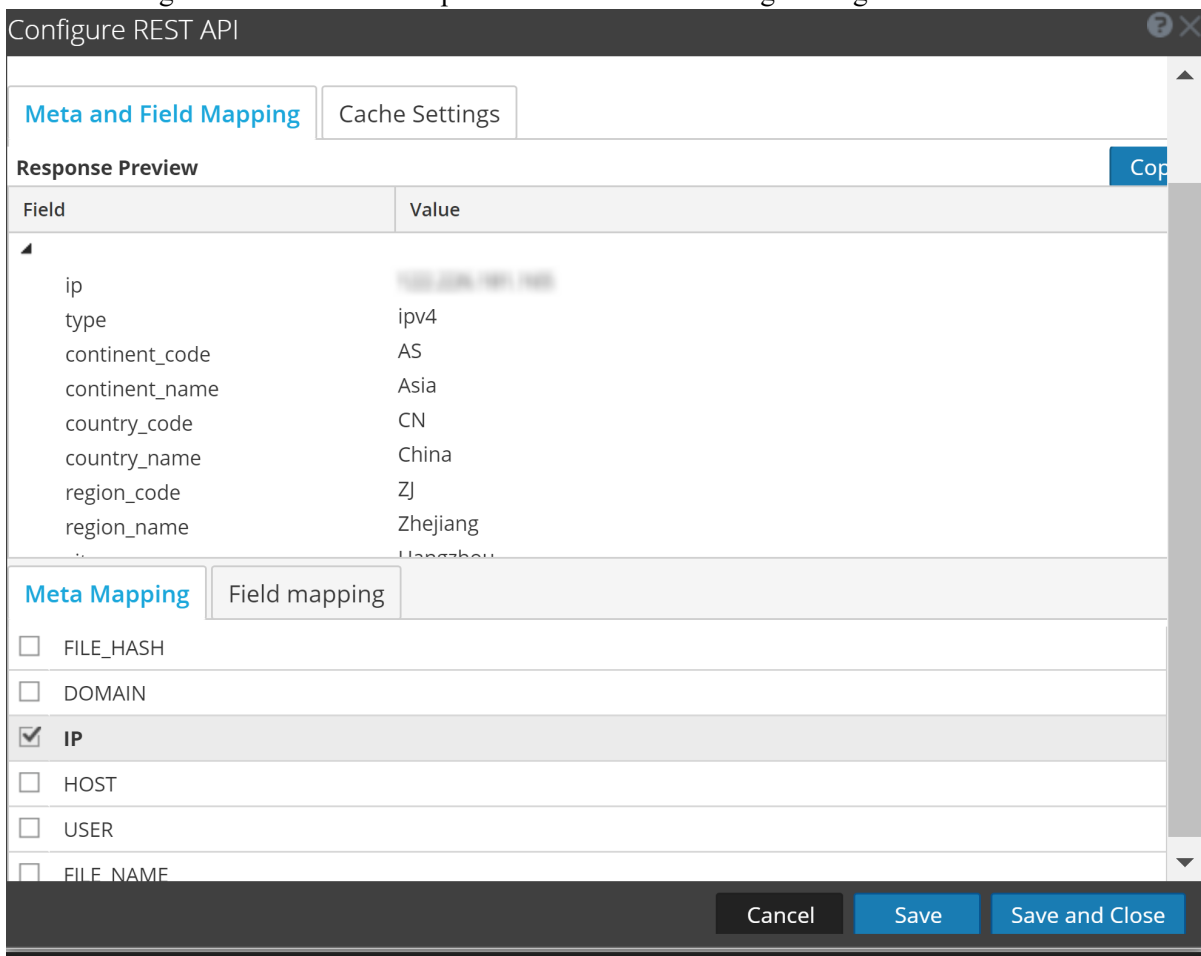 Configure REST API
Meta and Field Mapping Cache Settings
Response Preview Cop
Field Value
ip
type ipv4
continent_code AS
continent_name Asia
country_code CN
country_name China
region_code ZJ
region_name Zhejiang
Meta Mapping Field mapping
FILE_HASH
DOMAIN
IP
HOST
USER
FILE_NAME
Cancel Save Save and Close